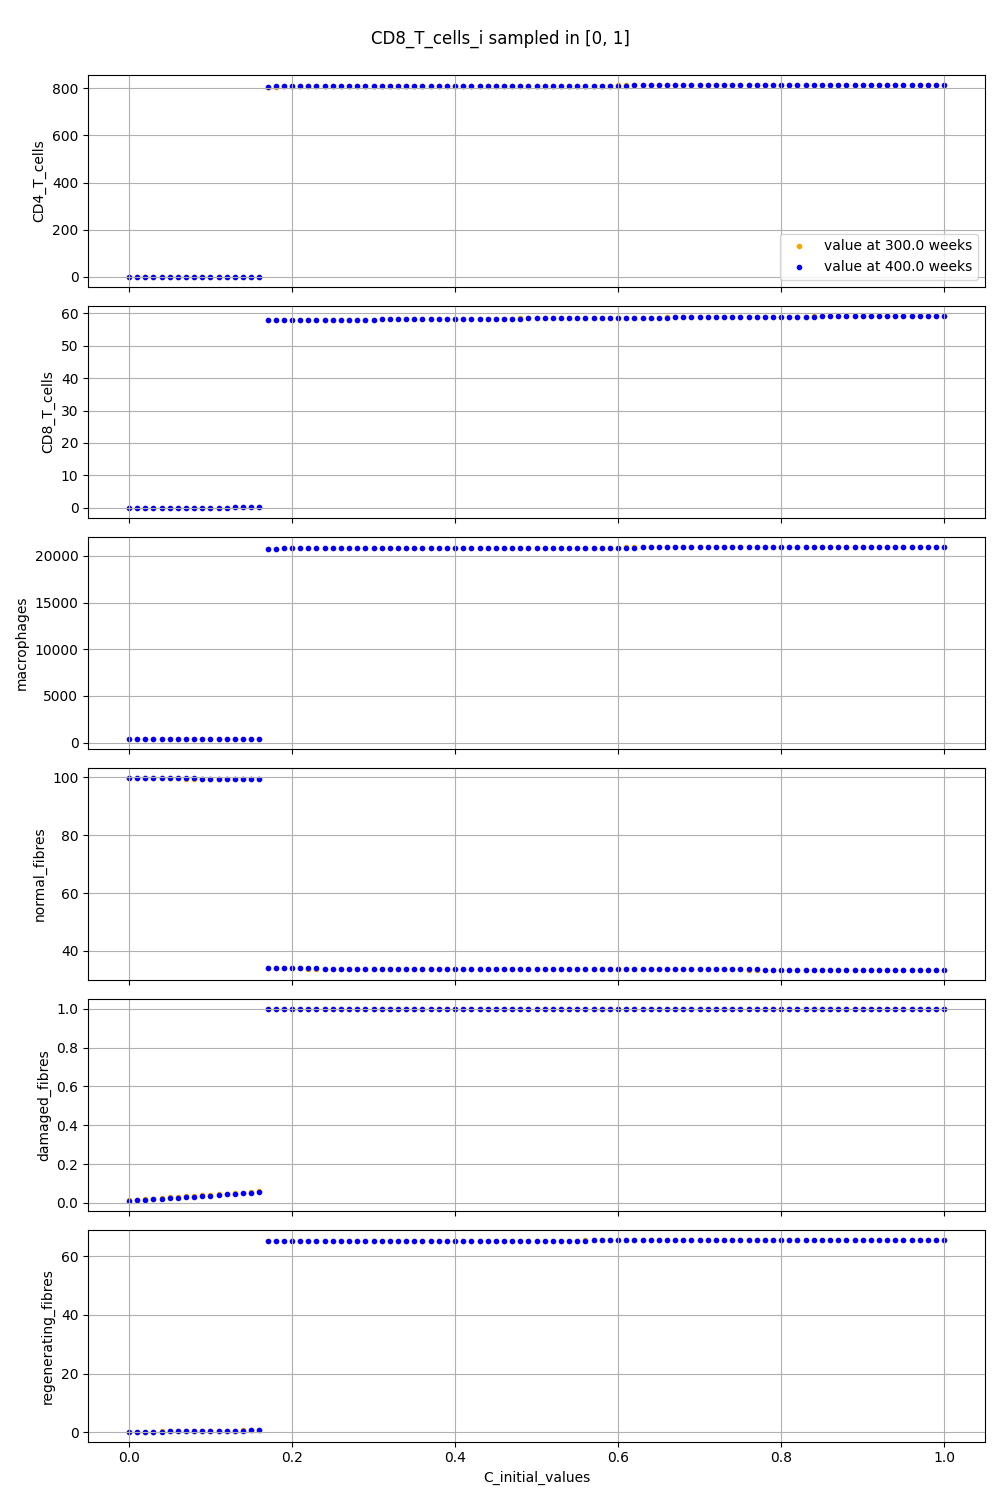 CD8_T_cells_i sampled in [0, 1]
800
600
400
200
0
CD4_T_cells
value at 300.0 weeks
value at 400.0 weeks
60
50
40
30
20
10
0
CD8_T_cells
20000
15000
10000
5000
0
macrophages
100
80
60
40
normal_fibres
1.0
0.8
0.6
0.4
0.2
0.0
damaged_fibres
60
40
20
0
regenerating_fibres
0.0 0.2 0.4 0.6 0.8 1.0
C_initial_values